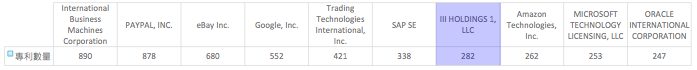 International Business Machines Corporation
PAYPAL, INC.
eBay Inc.
Google, Inc.
Trading Technologies International, Inc.
SAP SE
III HOLDINGS 1, LLC
Amazon Technologies, Inc.
MICROSOFT TECHNOLOGY LICENSING, LLC
ORACLE INTERNATIONAL CORPORATION
專利數量 890 878 680 552 421 338 282 262 253 247